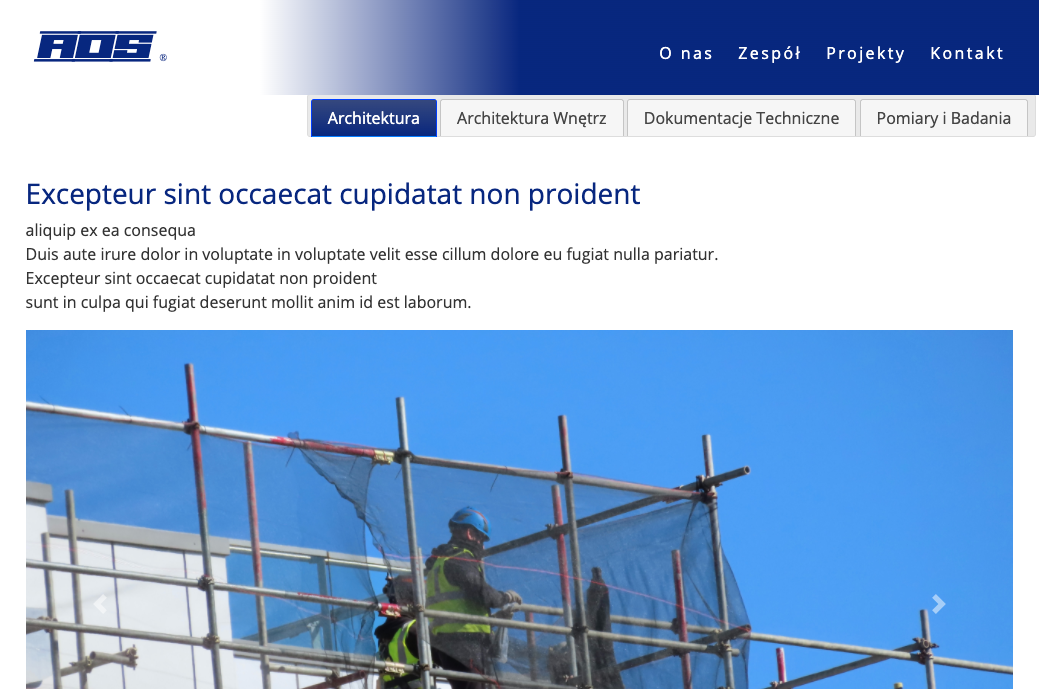 AOS ®
O nas Zespół Projekty Kontakt
Architektura Architektura Wnętrz Dokumentacje Techniczne Pomiary i Badania
Excepteur sint occaecat cupidatat non proident
aliquip ex ea consequa
Duis aute irure dolor in voluptate in voluptate velit esse cillum dolore eu fugiat nulla pariatur.
Excepteur sint occaecat cupidatat non proident
sunt in culpa qui fugiat deserunt mollit anim id est laborum.